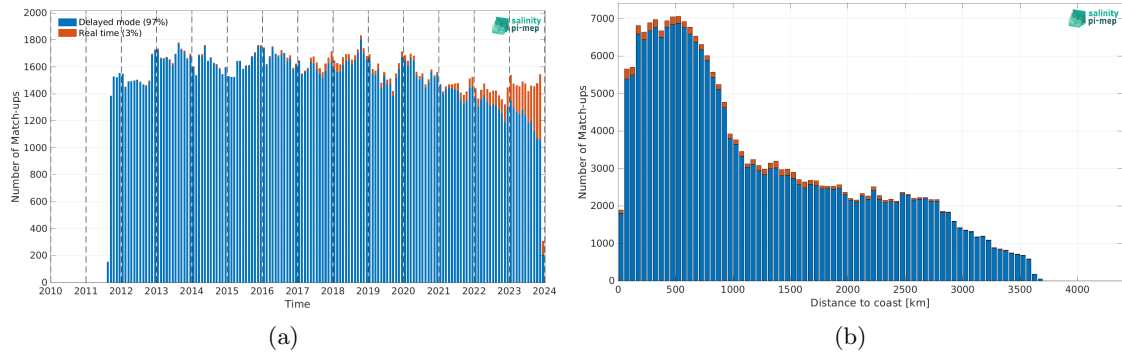 Delayed mode (97%)
Real time (3%)
salinity
pi-mep
Number of Match-ups
2000
1800
1600
1400
1200
1000
800
600
400
200
0
2010 2011 2012 2013 2014 2015 2016 2017 2018 2019 2020 2021 2022 2023 2024
Time
(a)
salinity
pi-mep
Number of Match-ups
7000
6000
5000
4000
3000
2000
1000
0
0 500 1000 1500 2000 2500 3000 3500 4000
Distance to coast [km]
(b)